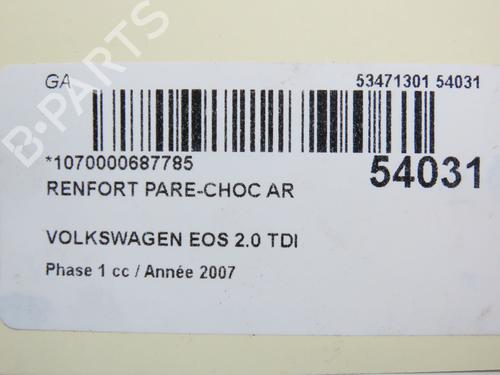 GA
53471301 54031
*1070000687785
54031
RENFORT PARE-CHOC AR
VOLKSWAGEN EOS 2.0 TDI
Phase 1 cc / Année 2007
B-PARTS